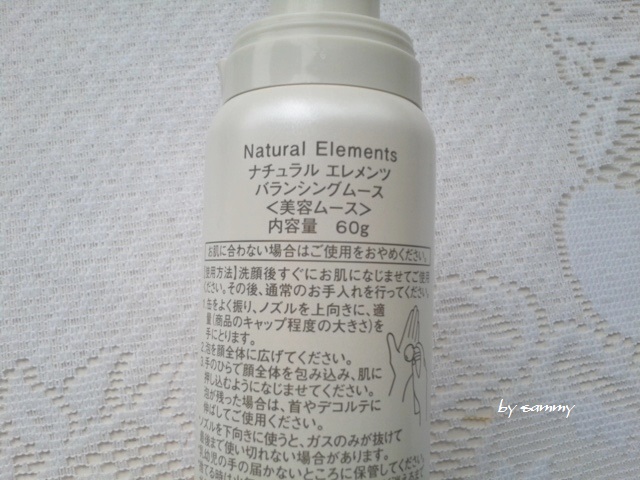 Natural Elements
ナチュラル エレメンツ
バランシングムース
＜美容ムース＞
内容量 60g
お肌に合わない場合はご使用をおやめください。
【使用方法】洗顔後すぐにお肌になじませてご使用
ください。その後、通常のお手入れを行ってください。
缶をよく振り、ノズルを上向きに、適
量(商品のキャップ程度の大きさ)を
手にとります。
泡を顔全体に広げてください。
手のひらで顔全体を包み込み、肌に
押し込むようになじませてください。
泡が残った場合は、首やデコルテに
伸ばしてご使用ください。
ノズルを下向きに使うと、ガスのみが抜けて
最後まで使い切れない場合があります。
乳幼児の手の届かないところに保管してください。
by sammy